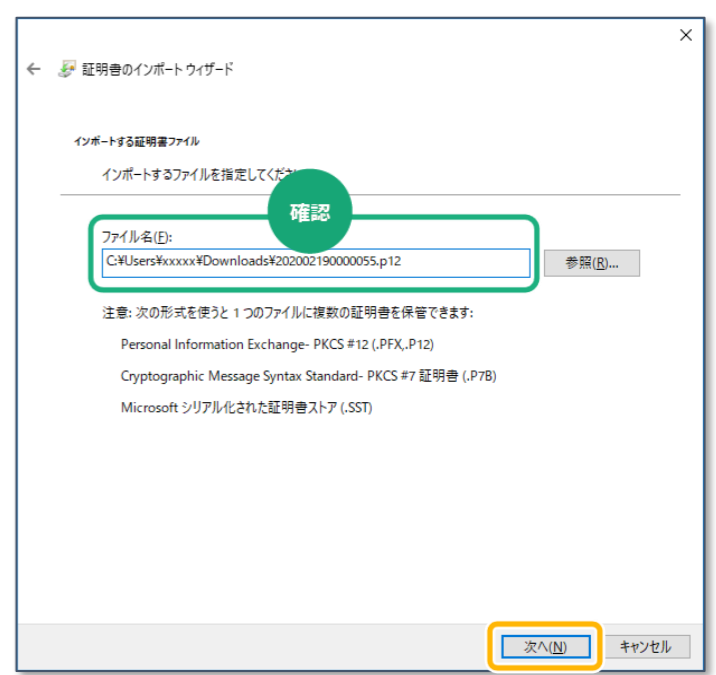 証明書のインポート ウィザード
インポートする証明書ファイル
インポートするファイルを指定してくだ
確認
ファイル名(F):
C:¥Users¥xxxxx¥Downloads¥202002190000055.p12
参照(R)...
注意: 次の形式を使うと 1 つのファイルに複数の証明書を保管できます:
Personal Information Exchange- PKCS #12 (.PFX,.P12)
Cryptographic Message Syntax Standard- PKCS #7 証明書 (.P7B)
Microsoft シリアル化された証明書ストア (.SST)
次へ(N)
キャンセル